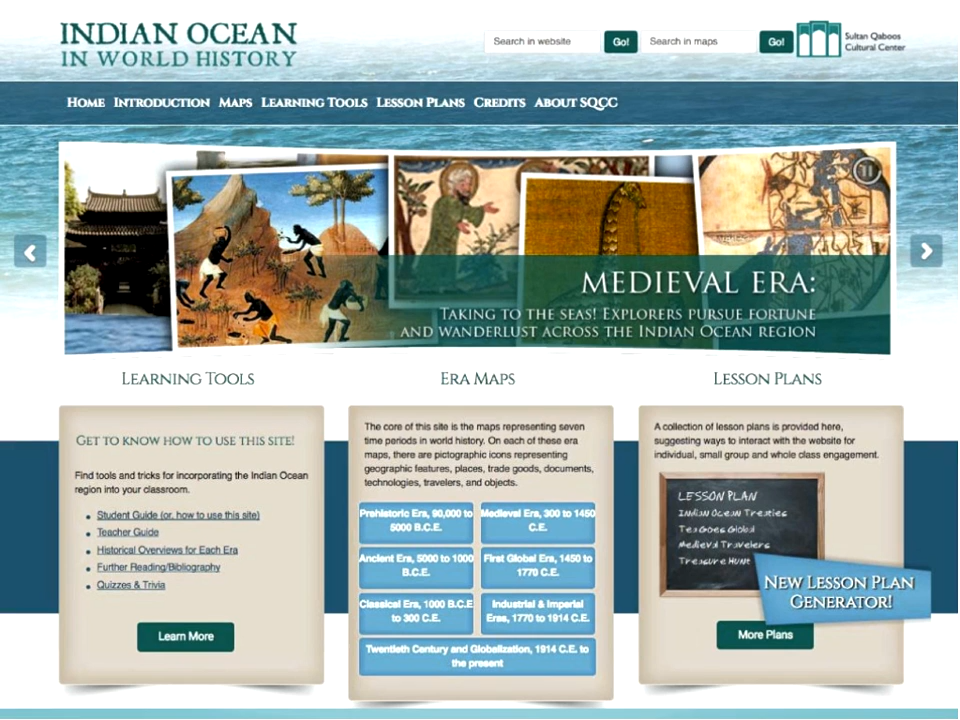 INDIAN OCEAN
IN WORLD HISTORY
Search in website
Go!
Search in maps
Go!
Sultan Qaboos
Cultural Center
HOME INTRODUCTION MAPS LEARNING TOOLS LESSON PLANS CREDITS ABOUT SQCC
MEDIEVAL ERA:
TAKING TO THE SEAS! EXPLORERS PURSUE FORTUNE
AND WANDERLUST ACROSS THE INDIAN OCEAN REGION
LEARNING TOOLS
GET TO KNOW HOW TO USE THIS SITE!
Find tools and tricks for incorporating the Indian Ocean
region into your classroom.
Student Guide (or, how to use this site)
Teacher Guide
Historical Overviews for Each Era
Further Reading/Bibliography
Quizzes & Trivia
Learn More
ERA MAPS
The core of this site is the maps representing seven
time periods in world history. On each of these era
maps, there are pictographic icons representing
geographic features, places, trade goods, documents,
technologies, travelers, and objects.
Prehistoric Era, 90,000 to
5000 B.C.E.
Medieval Era, 300 to 1450
C.E.
Ancient Era, 5000 to 1000
B.C.E.
First Global Era, 1450 to
1770 C.E.
Classical Era, 1000 B.C.E
to 300 C.E.
Industrial & Imperial
Eras, 1770 to 1914 C.E.
Twentieth Century and Globalization, 1914 C.E. to
the present
LESSON PLANS
A collection of lesson plans is provided here,
suggesting ways to interact with the website for
individual, small group and whole class engagement.
LESSON PLAN
Indian Ocean Treaties
Tea Goes Global
Medieval Travelers
Treasure Hunt
NEW LESSON PLAN
GENERATOR!
More Plans